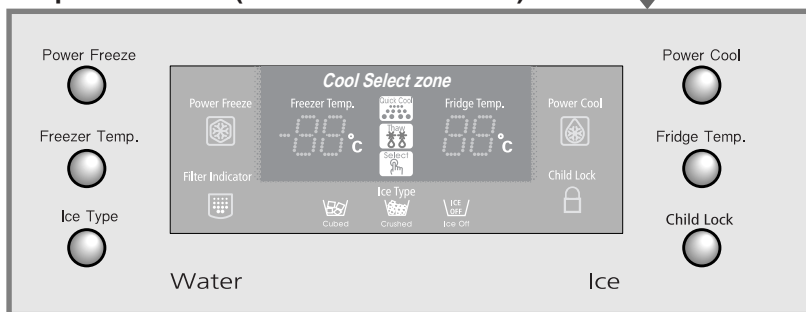 Power Freeze
Freezer Temp.
Ice Type
Cool Select zone
Power Freeze
Freezer Temp.
Quick Cool
Fridge Temp.
Power Cool
-88°C
Thaw
88°C
Select
Filter Indicator
Child Lock
Ice Type
Cubed
Crushed
ICE
OFF
Ice Off
Water
Ice
Power Cool
Fridge Temp.
Child Lock